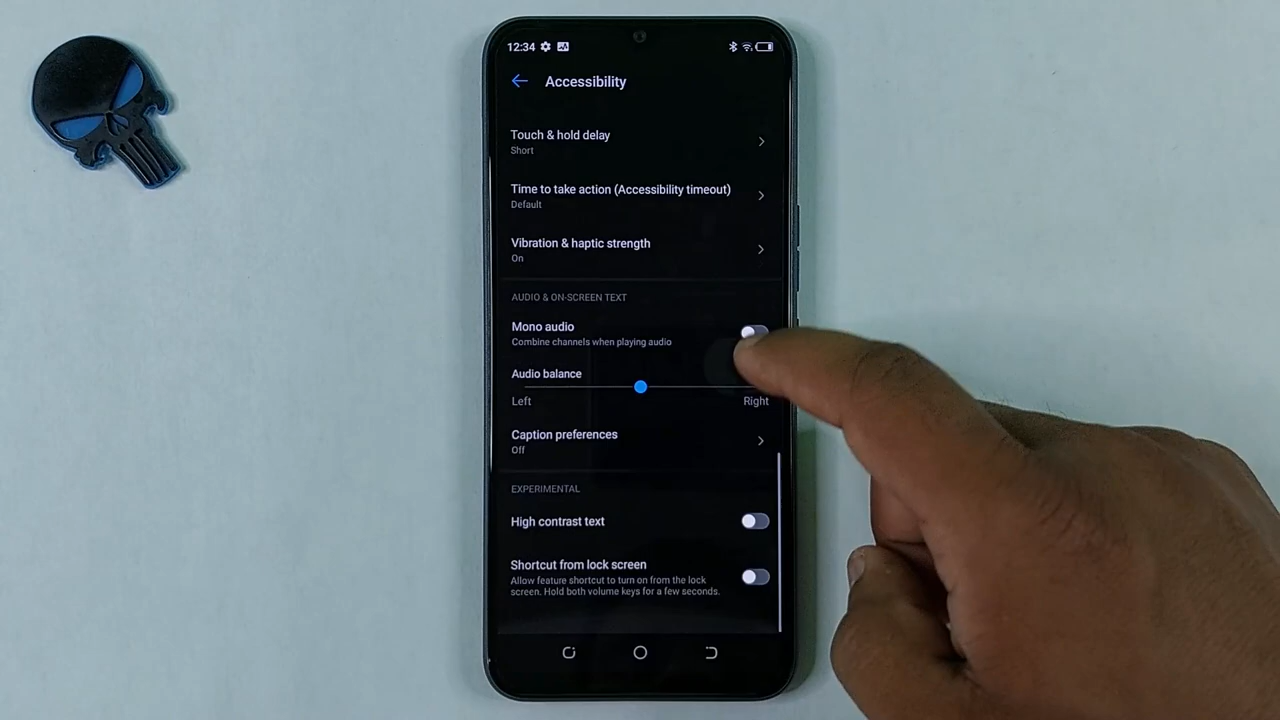 12:34
Accessibility
Touch & hold delay
Short
Time to take action (Accessibility timeout)
Default
Vibration & haptic strength
On
AUDIO & ON-SCREEN TEXT
Mono audio
Combine channels when playing audio
Audio balance
Left Right
Caption preferences
Off
EXPERIMENTAL
High contrast text
Shortcut from lock screen
Allow feature shortcut to turn on from the lock
screen. Hold both volume keys for a few seconds.